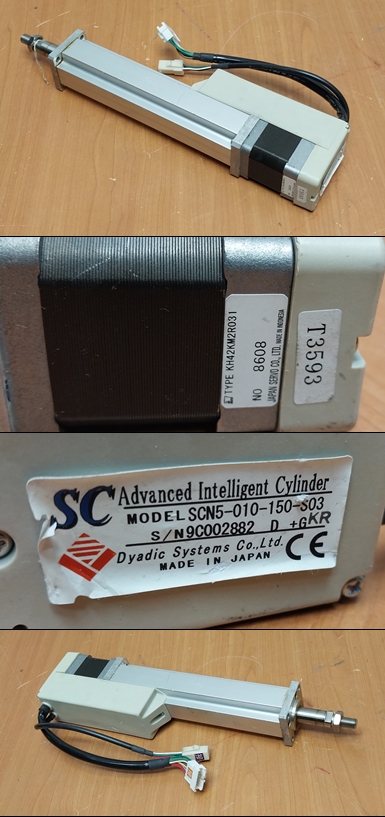 TYPE KH42KM2R031
NO 8608
JAPAN SERVO CO., LTD. MADE IN INDONESIA
T3593
SC Advanced Intelligent Cylinder
MODEL SCN5-010-150-S03
S/N 9C002882 D +GKR
Dyadic Systems Co., Ltd.
MADE IN JAPAN
CE